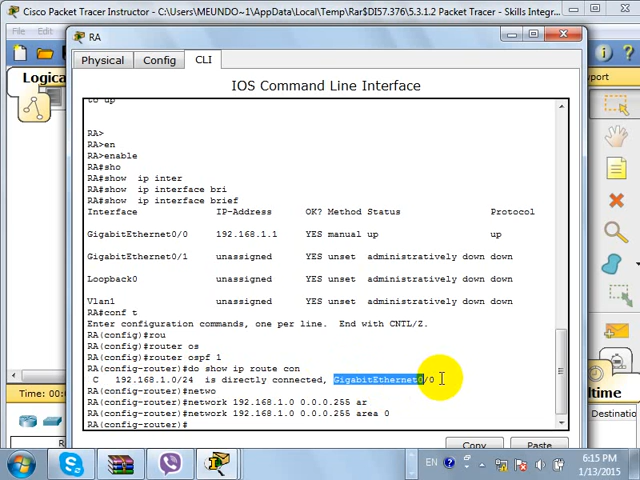 Cisco Packet Tracer Instructor - C:\Users\MEUNDO~1\AppData\Local\Temp\Rar$DI57.376\5.3.1.2 Packet Tracer - Skills Integr...
File
RA
Physical Config CLI
Logica
port
IOS Command Line Interface
to up
RA>
RA>en
RA>enable
RA#sho
RA#show  ip inter
RA#show  ip interface bri
RA#show  ip interface brief
Interface IP-Address OK? Method Status Protocol
GigabitEthernet0/0 192.168.1.1 YES manual up up
GigabitEthernet0/1 unassigned YES unset administratively down down
Loopback0 unassigned YES unset administratively down down
Vlan1 unassigned YES unset administratively down down
RA#conf t
Enter configuration commands, one per line.  End with CNTL/Z.
RA(config)#rou
RA(config)#router os
RA(config)#router ospf 1
RA(config-router)#do show ip route con
C 192.168.1.0/24  is directly connected, GigabitEthernet0/0
RA(config-router)#netwo
RA(config-router)#network 192.168.1.0 0.0.0.255 ar
RA(config-router)#network 192.168.1.0 0.0.0.255 area 0
RA(config-router)#
Time: 00:
Destinatio
Copy Paste
EN
6:15 PM
1/13/2015